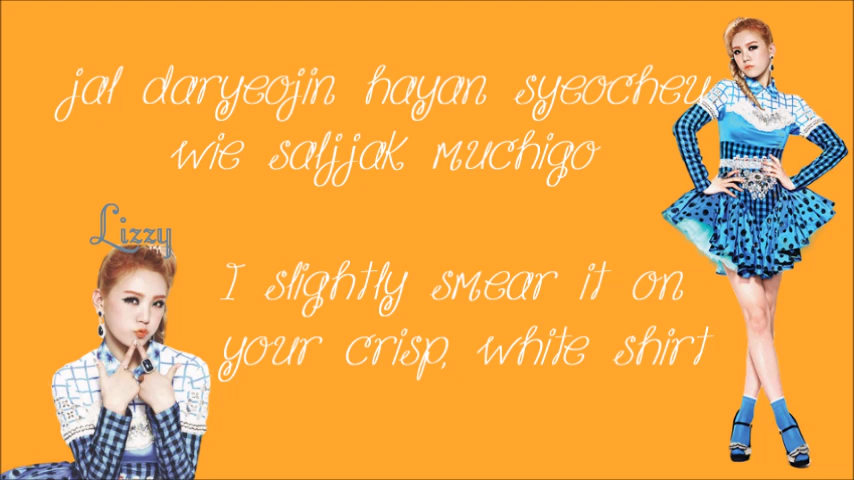 jal daryeojin hayan syeocheu
wie saljjak muchigo
Lizzy
I slightly smear it on
your crisp, white shirt